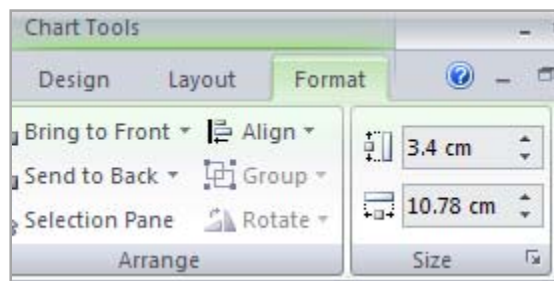 Chart Tools
Design Layout Format
Bring to Front Align 3.4 cm
Send to Back Group 10.78 cm
Selection Pane Rotate
Arrange Size